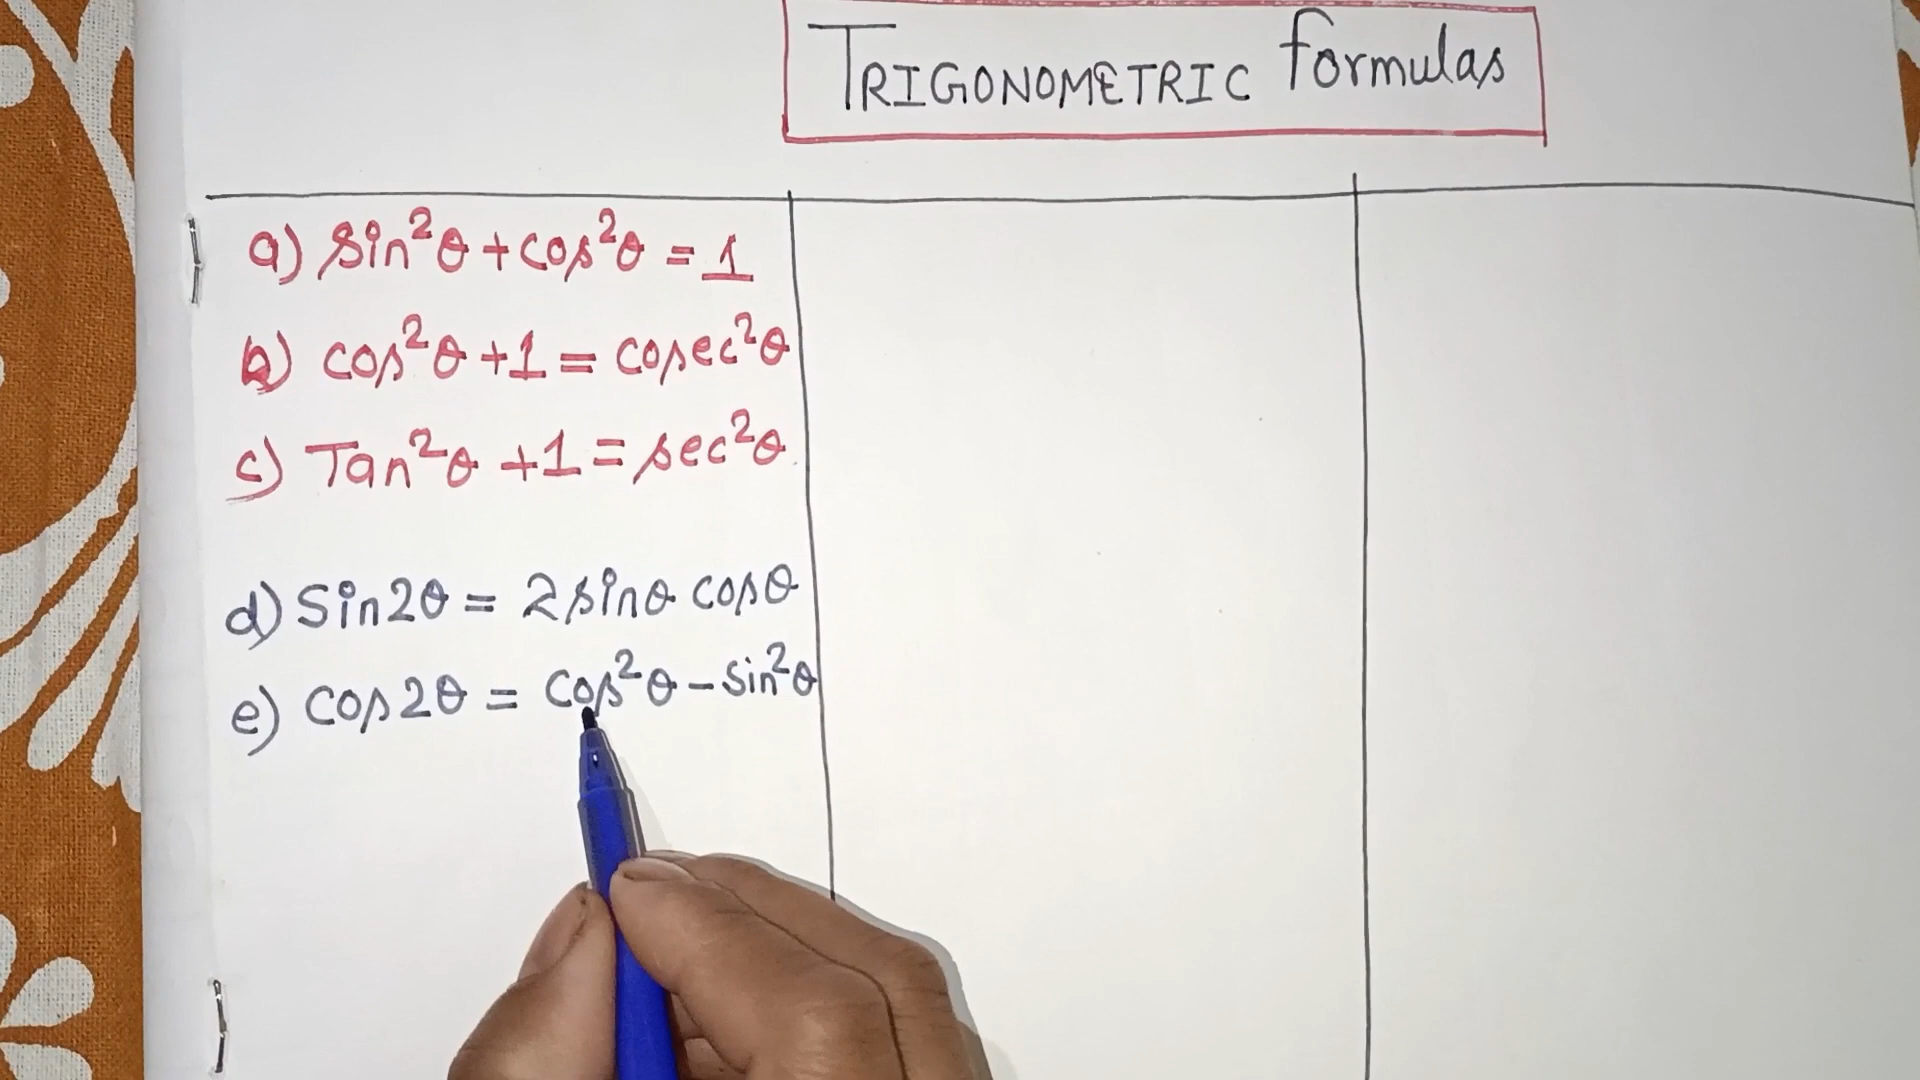 TRIGONOMETRIC formulas
a) sin²θ + cos²θ = 1
b) cos²θ + 1 = cosec²θ
c) Tan²θ + 1 = sec²θ
d) Sin2θ = 2sinθ cosθ
e) cos2θ = cos²θ - sin²θ